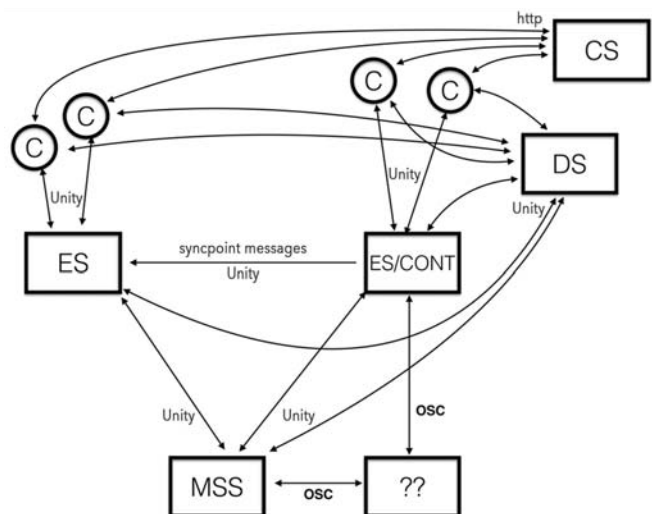 http
CS
C
C
C
C
DS
Unity
Unity
Unity
syncpoint messages
ES
ES/CONT
Unity
Unity
Unity
OSC
MSS
OSC
??